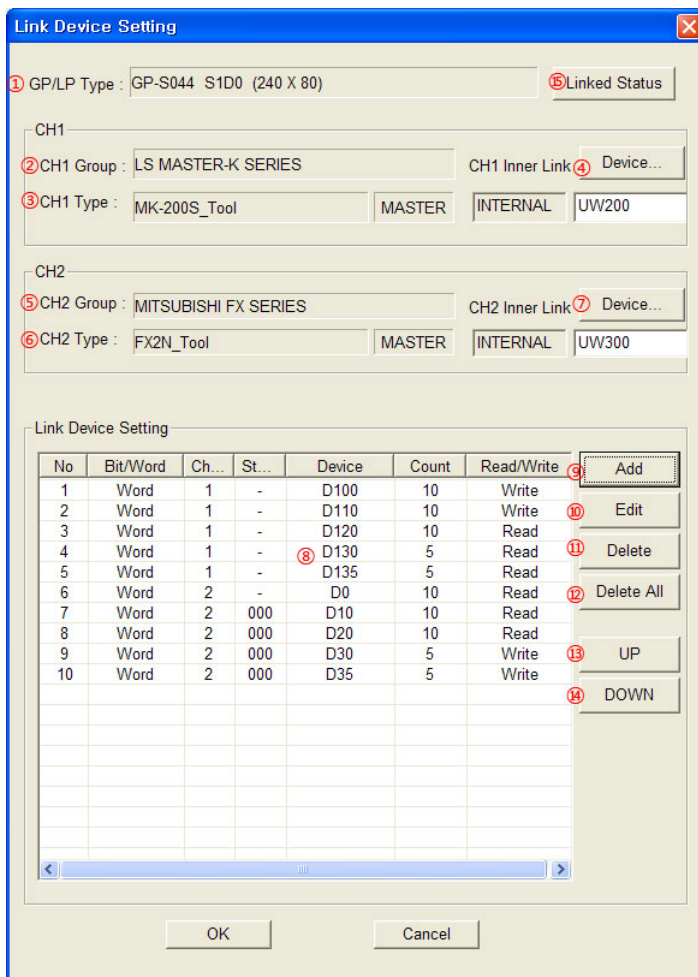 Link Device Setting
① GP/LP Type : GP-S044 S1D0 (240 X 80) ⑮ Linked Status
CH1
② CH1 Group : LS MASTER-K SERIES CH1 Inner Link ④ Device...
③ CH1 Type : MK-200S_Tool MASTER INTERNAL UW200
CH2
⑤ CH2 Group : MITSUBISHI FX SERIES CH2 Inner Link ⑦ Device...
⑥ CH2 Type : FX2N_Tool MASTER INTERNAL UW300
Link Device Setting
No Bit/Word Ch... St... Device Count Read/Write ⑨ Add
1 Word 1 - D100 10 Write
2 Word 1 - D110 10 Write ⑩ Edit
3 Word 1 - D120 10 Read
4 Word 1 - ⑧ D130 5 Read ⑪ Delete
5 Word 1 - D135 5 Read
6 Word 2 - D0 10 Read ⑫ Delete All
7 Word 2 000 D10 10 Read
8 Word 2 000 D20 10 Read
9 Word 2 000 D30 5 Write ⑬ UP
10 Word 2 000 D35 5 Write
⑭ DOWN
OK Cancel